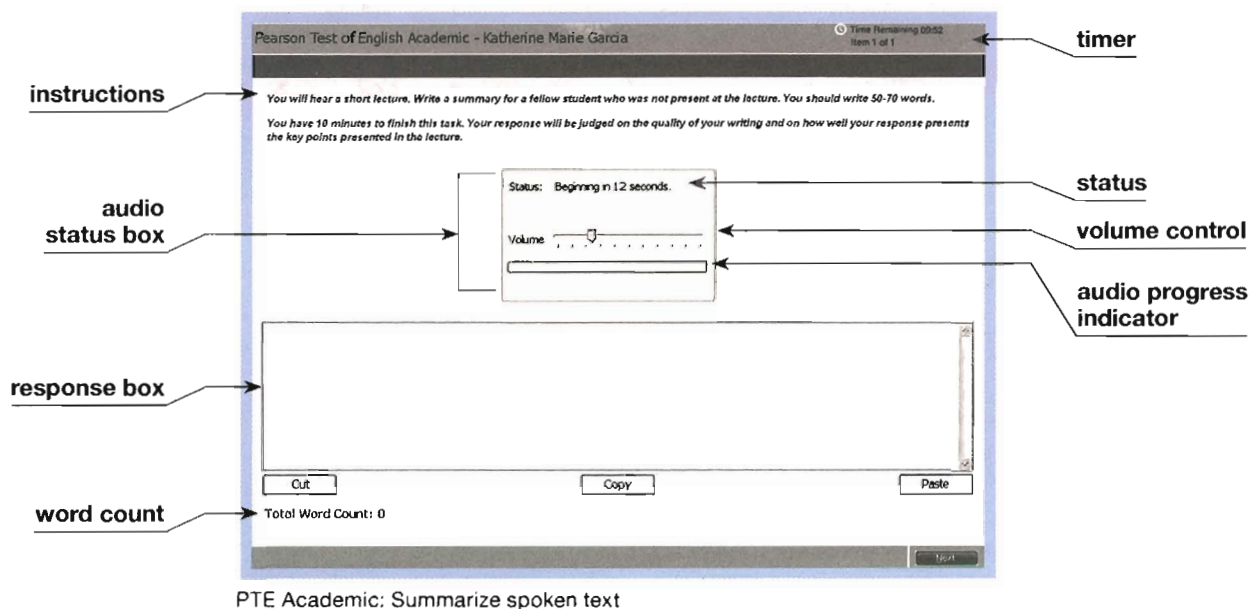 Pearson Test of English Academic - Katherine Marie Garcia
Time Remaining 09:52
Item 1 of 1
timer
instructions
You will hear a short lecture. Write a summary for a fellow student who was not present at the lecture. You should write 50-70 words.
You have 10 minutes to finish this task. Your response will be judged on the quality of your writing and on how well your response presents
the key points presented in the lecture.
audio
status box
Status: Beginning in 12 seconds.
status
Volume
volume control
audio progress
indicator
response box
Cut
Copy
Paste
word count
Total Word Count: 0
Next
PTE Academic: Summarize spoken text